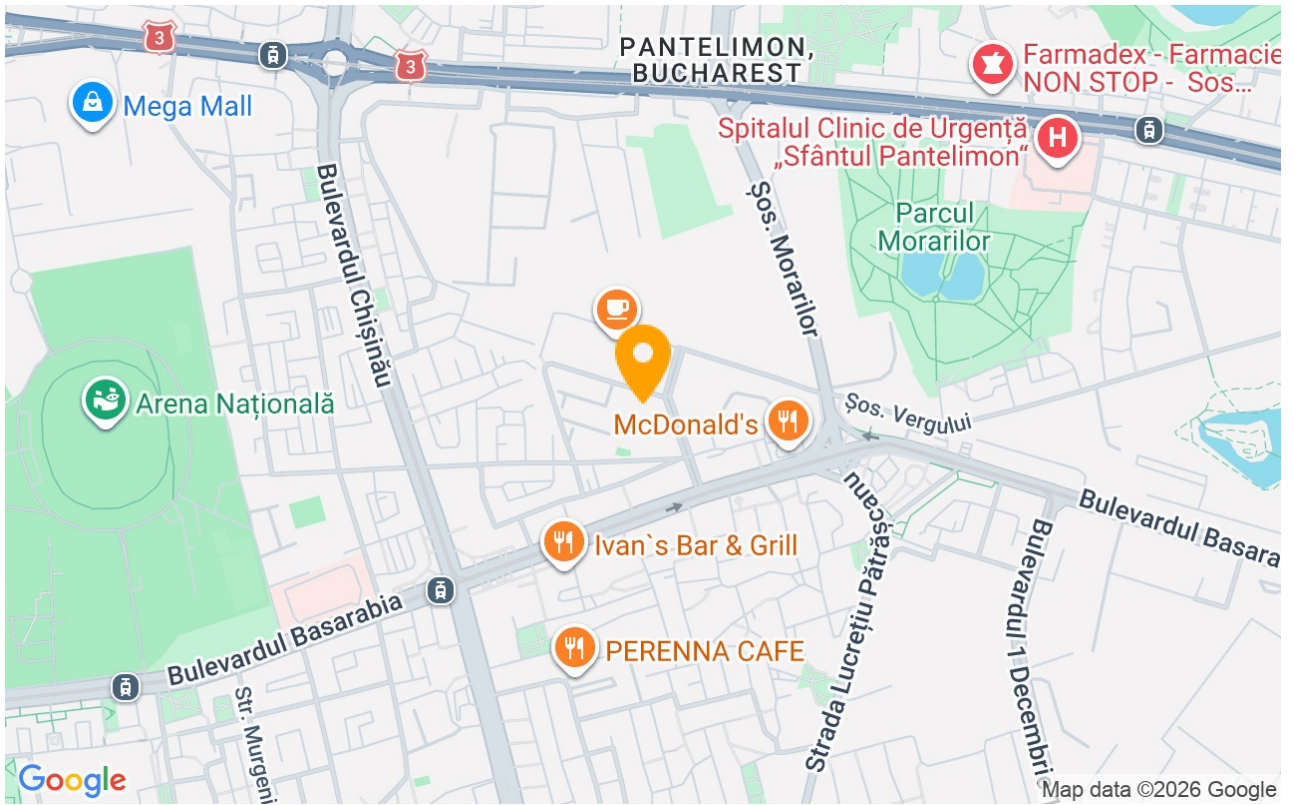 3
3
PANTELIMON,
BUCHAREST
Farmadex - Farmacie
NON STOP - Sos...
Mega Mall
Spitalul Clinic de Urgență
„Sfântul Pantelimon“
H
Bulevardul Chișinău
Șos. Morarilor
Parcul
Morarilor
Arena Națională
McDonald's
Șos. Vergului
Bulevardul Basara
Ivan`s Bar & Grill
Strada Lucrețiu Pătrășcanu
Bulevardul 1 Decembri
Bulevardul Basarabia
PERENNA CAFE
Str. Murgeni
Google
Map data ©2026 Google